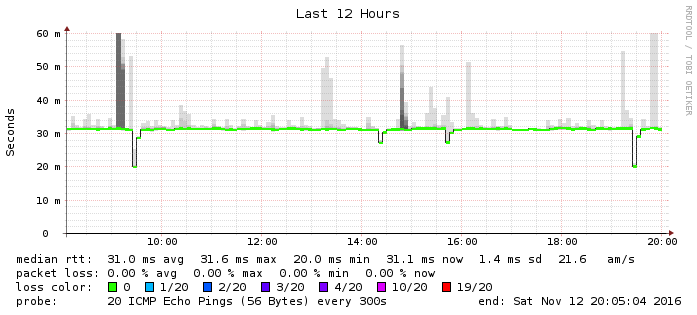 Last 12 Hours
RRDTOOL / TOBI OETIKER
Seconds
60 m
50 m
40 m
30 m
20 m
10 m
0
10:00 12:00 14:00 16:00 18:00 20:00
median rtt: 31.0 ms avg 31.6 ms max 20.0 ms min 31.1 ms now 1.4 ms sd 21.6 am/s
packet loss: 0.00 % avg 0.00 % max 0.00 % min 0.00 % now
loss color: 0 1/20 2/20 3/20 4/20 10/20 19/20
probe: 20 ICMP Echo Pings (56 Bytes) every 300s end: Sat Nov 12 20:05:04 2016